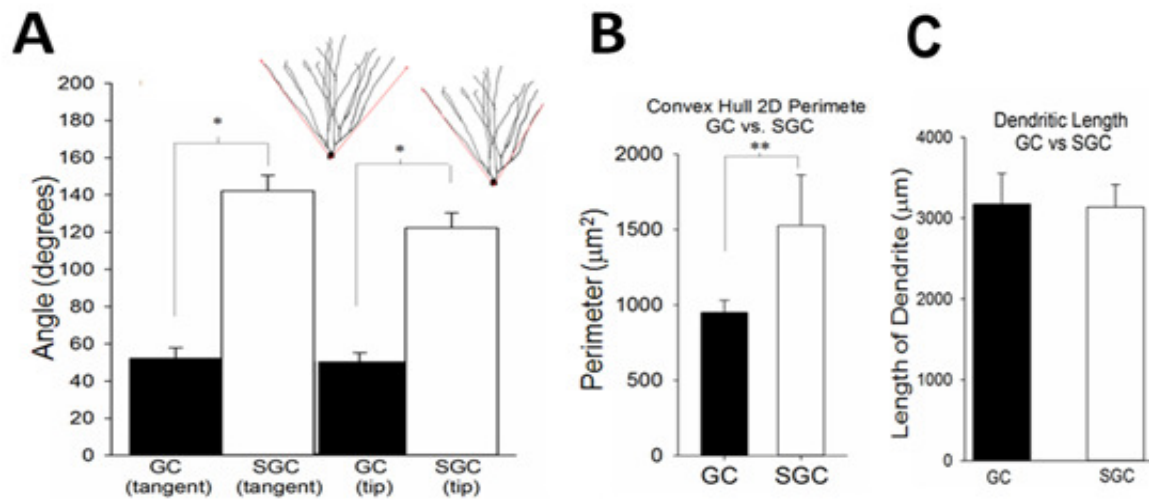 A
Angle (degrees)
200
180
160
140
120
100
80
60
40
20
0
*
*
GC
(tangent)
SGC
(tangent)
GC
(tip)
SGC
(tip)
B
Convex Hull 2D Perimete
GC vs. SGC
**
Perimeter (μm²)
2000
1500
1000
500
0
GC
SGC
C
Dendritic Length
GC vs SGC
Length of Dendrite (μm)
4000
3000
2000
1000
0
GC
SGC